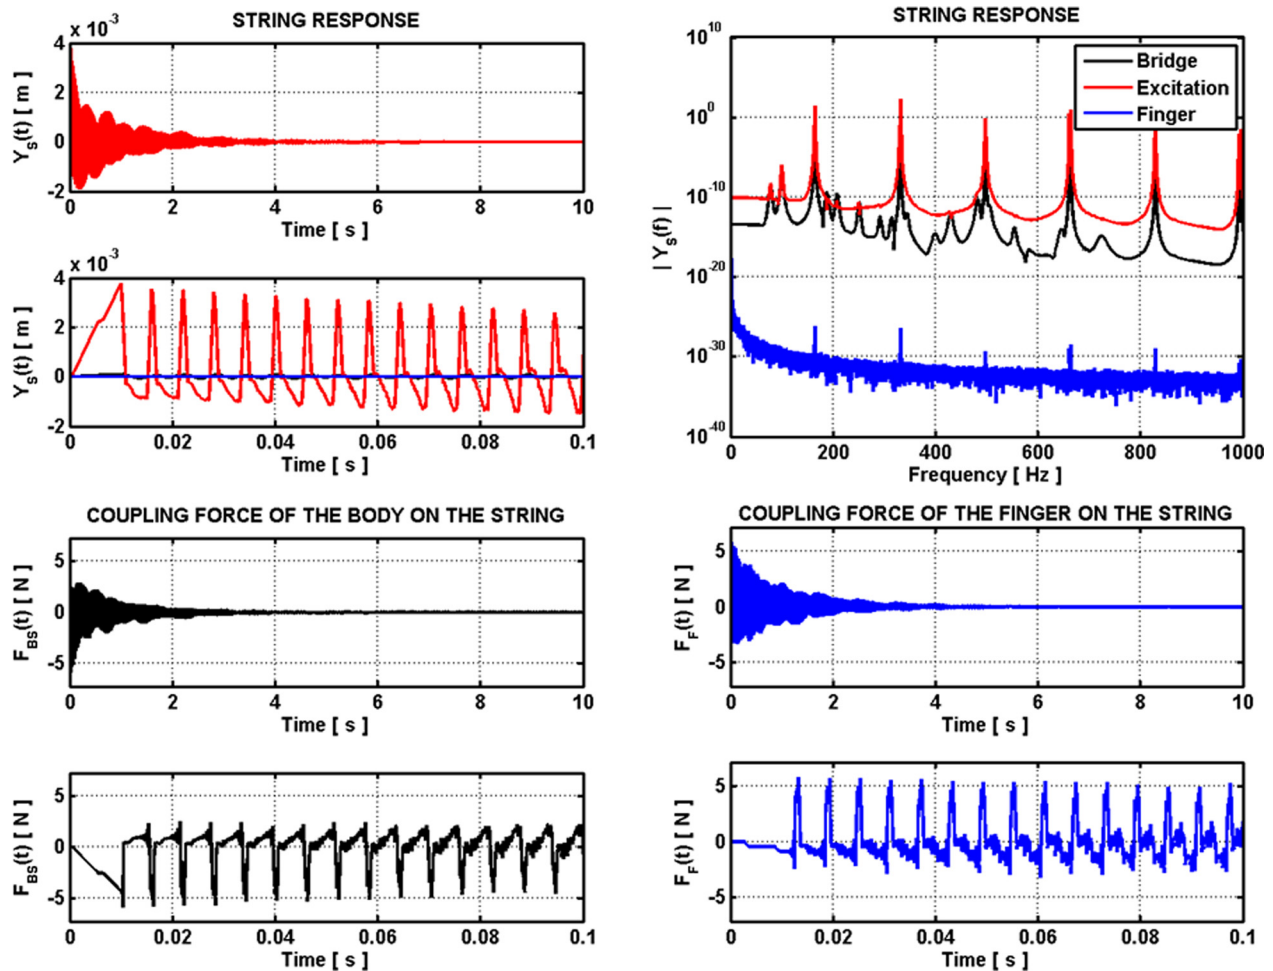 STRING RESPONSE
x 10^-3
Y_S(t) [ m ]
4
2
0
-2
0 2 4 6 8 10
Time [ s ]
x 10^-3
Y_S(t) [ m ]
4
2
0
-2
0 0.02 0.04 0.06 0.08 0.1
Time [ s ]
STRING RESPONSE
| Y_S(f) |
10^10
10^0
10^-10
10^-20
10^-30
10^-40
Bridge
Excitation
Finger
0 200 400 600 800 1000
Frequency [ Hz ]
COUPLING FORCE OF THE BODY ON THE STRING
F_BS(t) [ N ]
5
0
-5
0 2 4 6 8 10
Time [ s ]
F_BS(t) [ N ]
5
0
-5
0 0.02 0.04 0.06 0.08 0.1
Time [ s ]
COUPLING FORCE OF THE FINGER ON THE STRING
F_F(t) [ N ]
5
0
-5
0 2 4 6 8 10
Time [ s ]
F_F(t) [ N ]
5
0
-5
0 0.02 0.04 0.06 0.08 0.1
Time [ s ]